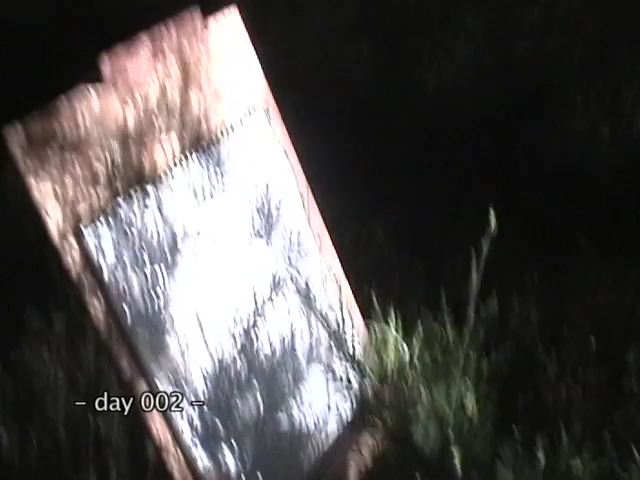 – day 002 –